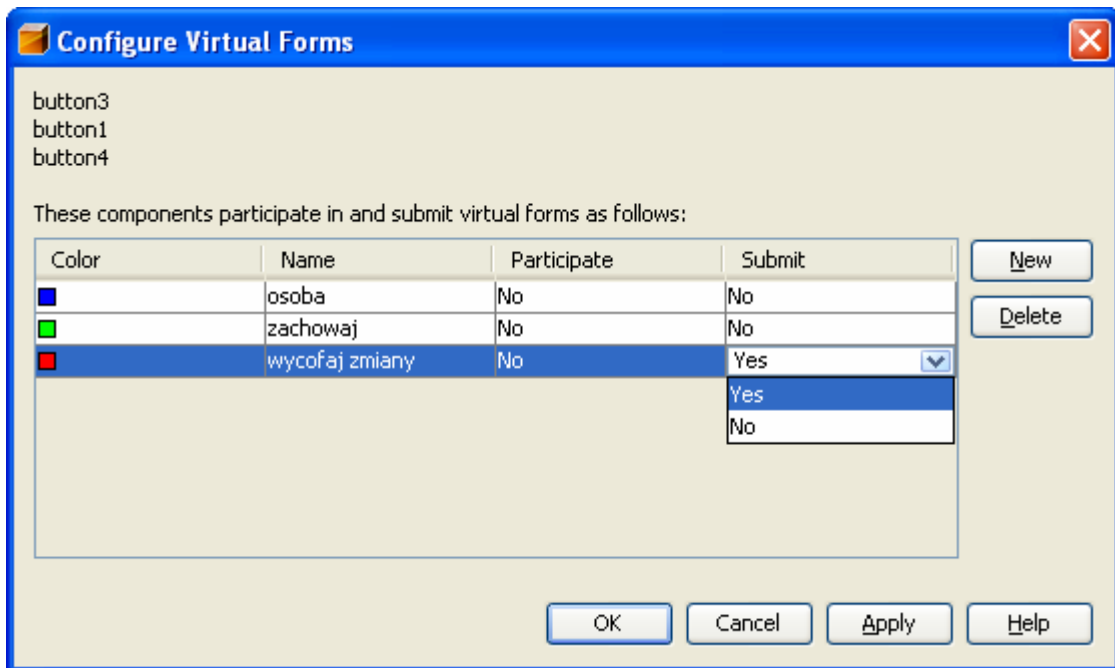 Configure Virtual Forms
button3
button1
button4
These components participate in and submit virtual forms as follows:
Color Name Participate Submit
New
osoba No No
Delete
zachowaj No No
wycofaj zmiany No Yes
Yes
No
OK Cancel Apply Help